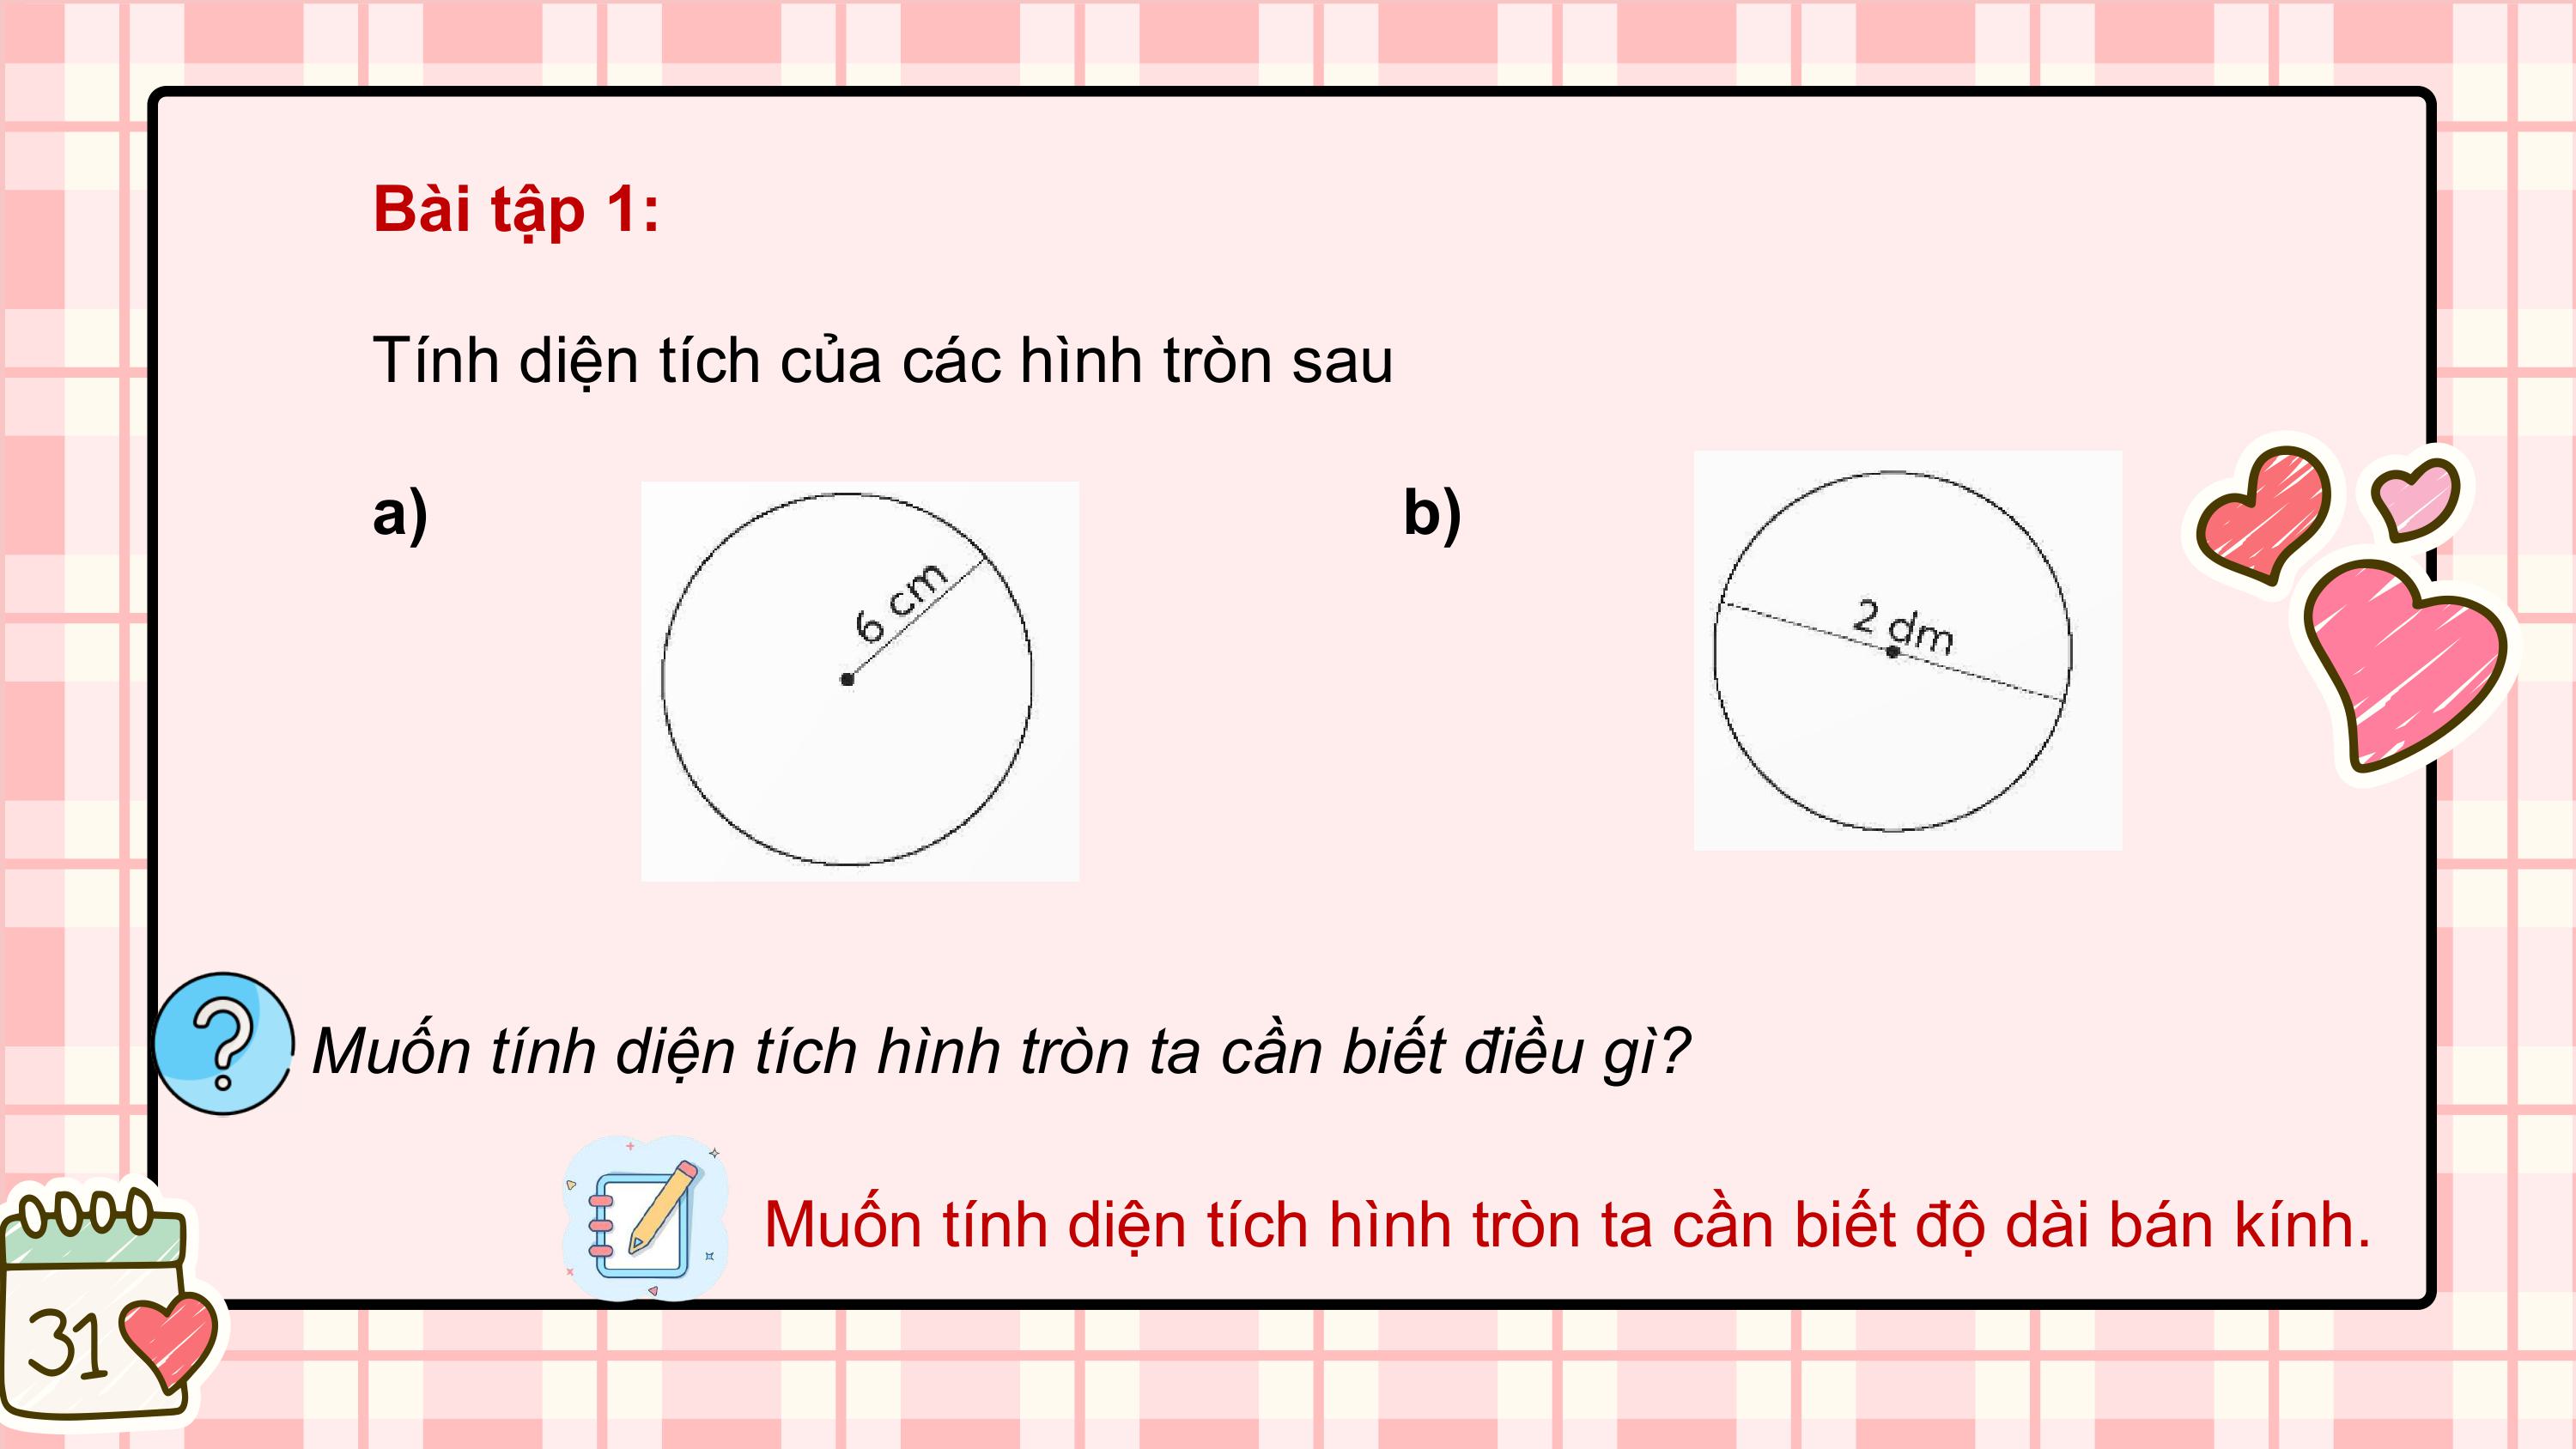 Bài tập 1:
Tính diện tích của các hình tròn sau
a)
b)
6 cm
2 dm
Muốn tính diện tích hình tròn ta cần biết điều gì?
Muốn tính diện tích hình tròn ta cần biết độ dài bán kính.
31